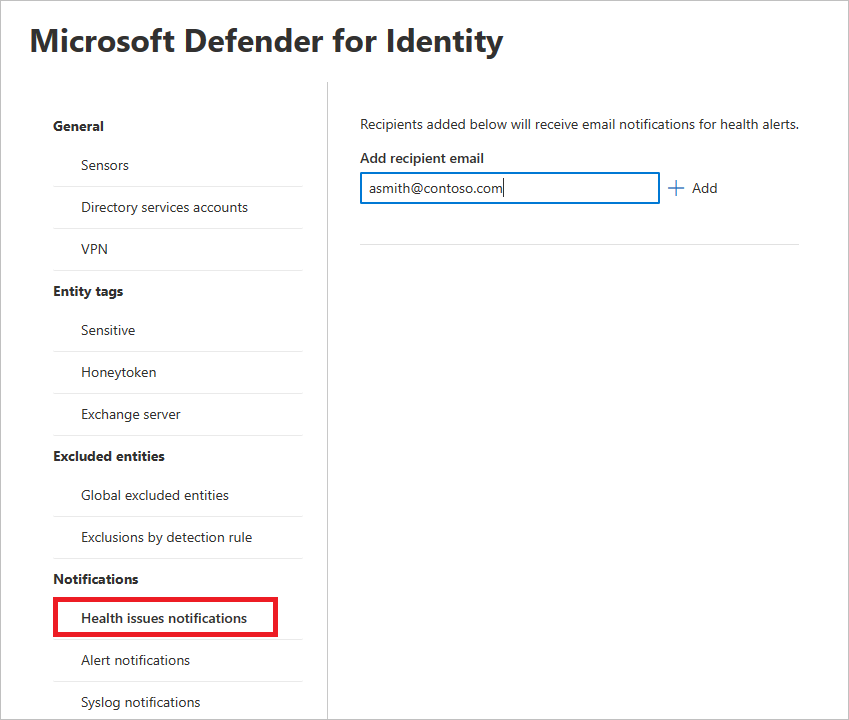 Microsoft Defender for Identity
General
Sensors
Directory services accounts
VPN
Entity tags
Sensitive
Honeytoken
Exchange server
Excluded entities
Global excluded entities
Exclusions by detection rule
Notifications
Health issues notifications
Alert notifications
Syslog notifications
Recipients added below will receive email notifications for health alerts.
Add recipient email
asmith@contoso.com
Add